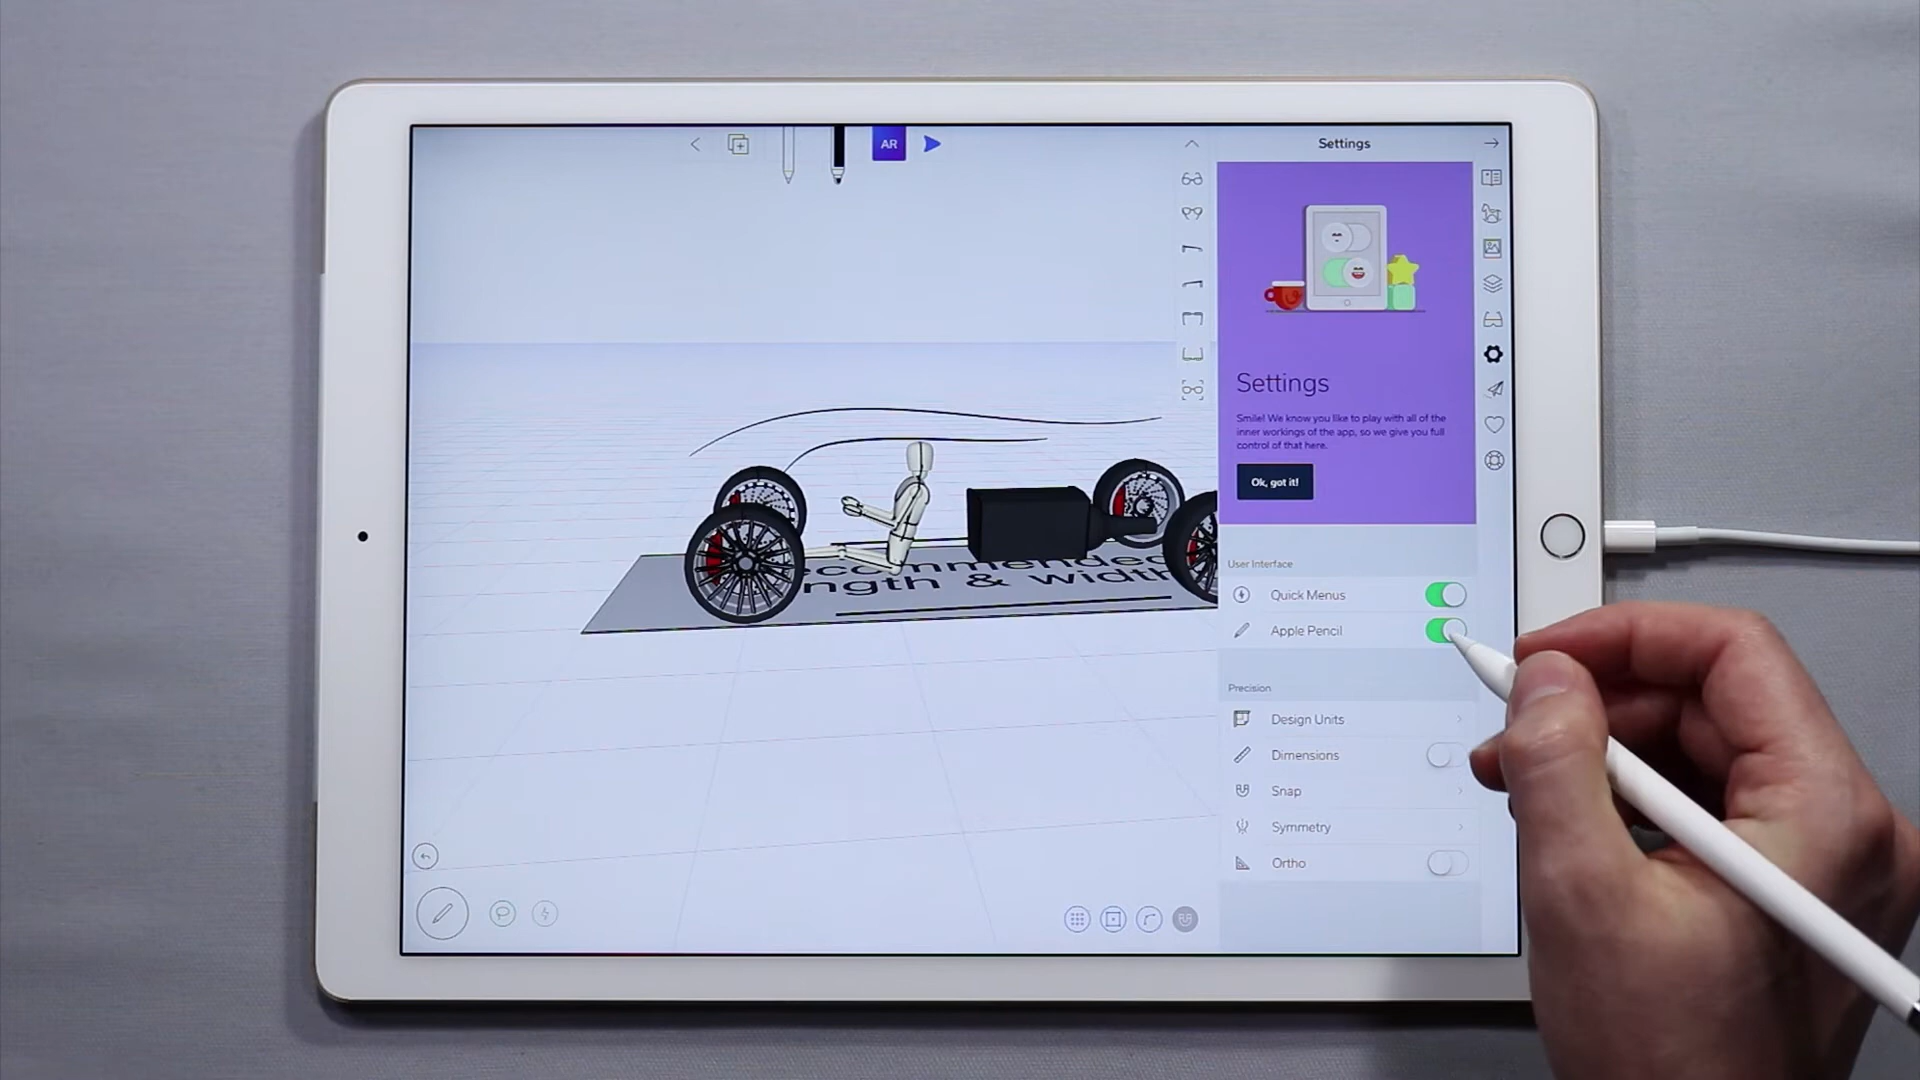 AR
Settings
Settings
Smile! We know you like to play with all of the
inner workings of the app, so we give you full
control of that here.
Ok, got it!
User Interface
Quick Menus
Apple Pencil
Precision
Design Units
Dimensions
Snap
Symmetry
Ortho
ecommended
ngth & width